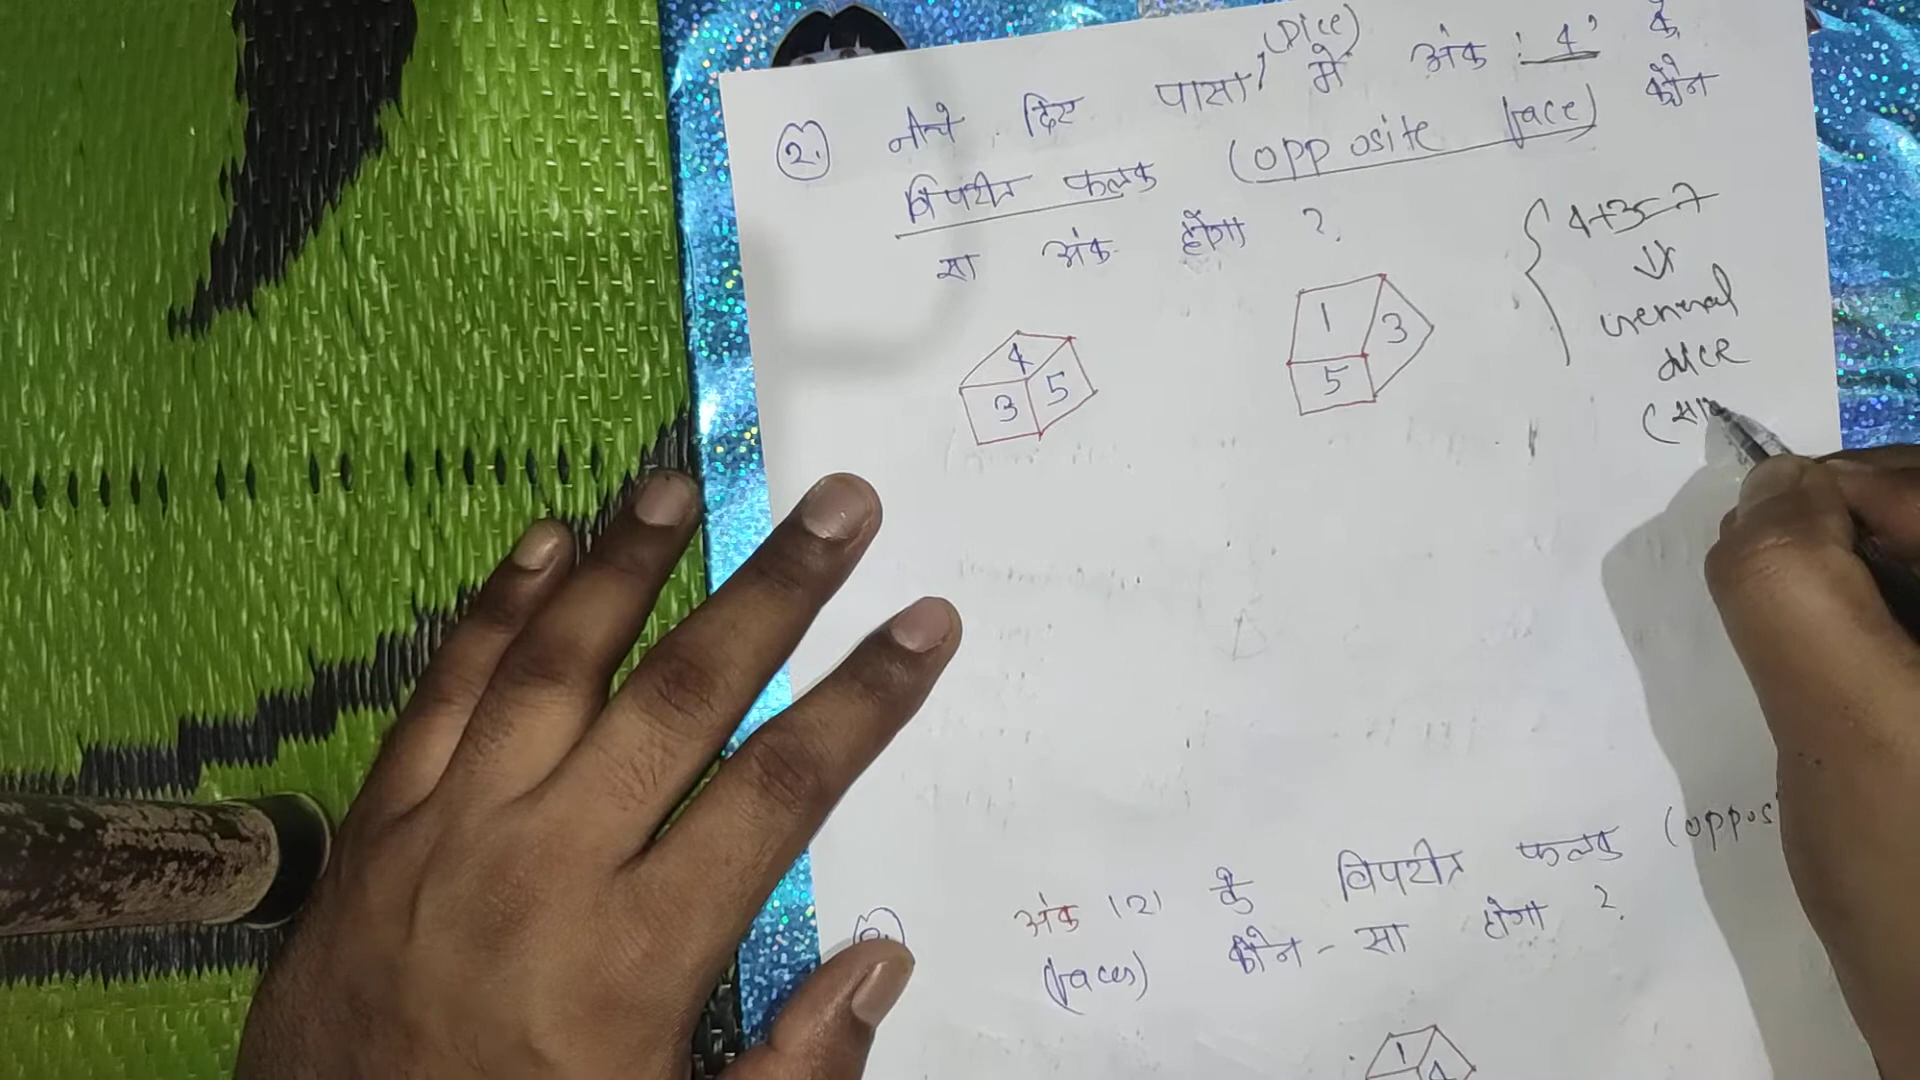 (Dice)
2. नीचे दिए पासा, में अंक '4' के
विपरीत फलक (opposite face) कौन
सा अंक होगा ?
4+3=7
4
3 5
1
3
5
General
dice
(सा
अंक '2' के विपरीत फलक (oppos
(faces) कौन-सा होगा ?
1
4